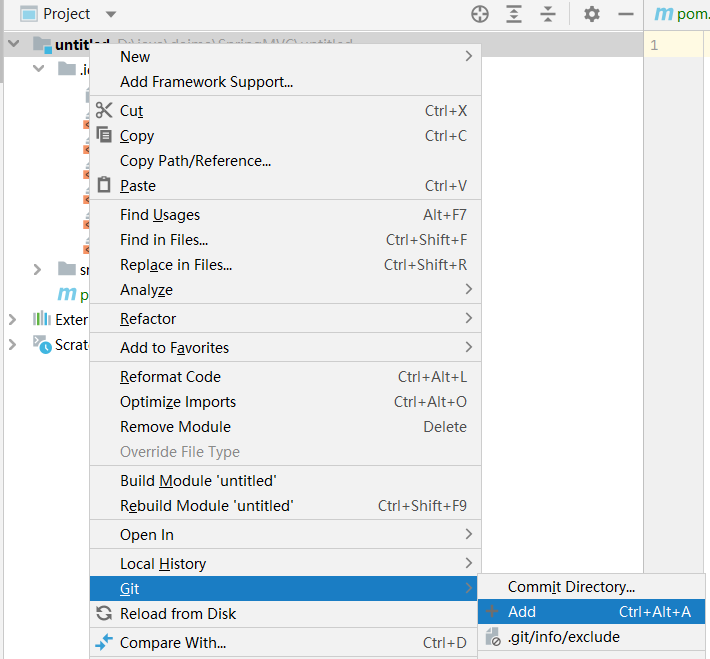 Project
pom.
untitled D:\java\daima\SpringMVC\untitled
1
New
.i
Add Framework Support...
Cut Ctrl+X
Copy Ctrl+C
Copy Path/Reference...
Paste Ctrl+V
Find Usages Alt+F7
Find in Files... Ctrl+Shift+F
Replace in Files... Ctrl+Shift+R
sr
Analyze
p
Refactor
Exter
Add to Favorites
Scrat
Reformat Code Ctrl+Alt+L
Optimize Imports Ctrl+Alt+O
Remove Module Delete
Override File Type
Build Module 'untitled'
Rebuild Module 'untitled' Ctrl+Shift+F9
Open In
Local History
Git
Commit Directory...
Add Ctrl+Alt+A
Reload from Disk
.git/info/exclude
Compare With... Ctrl+D